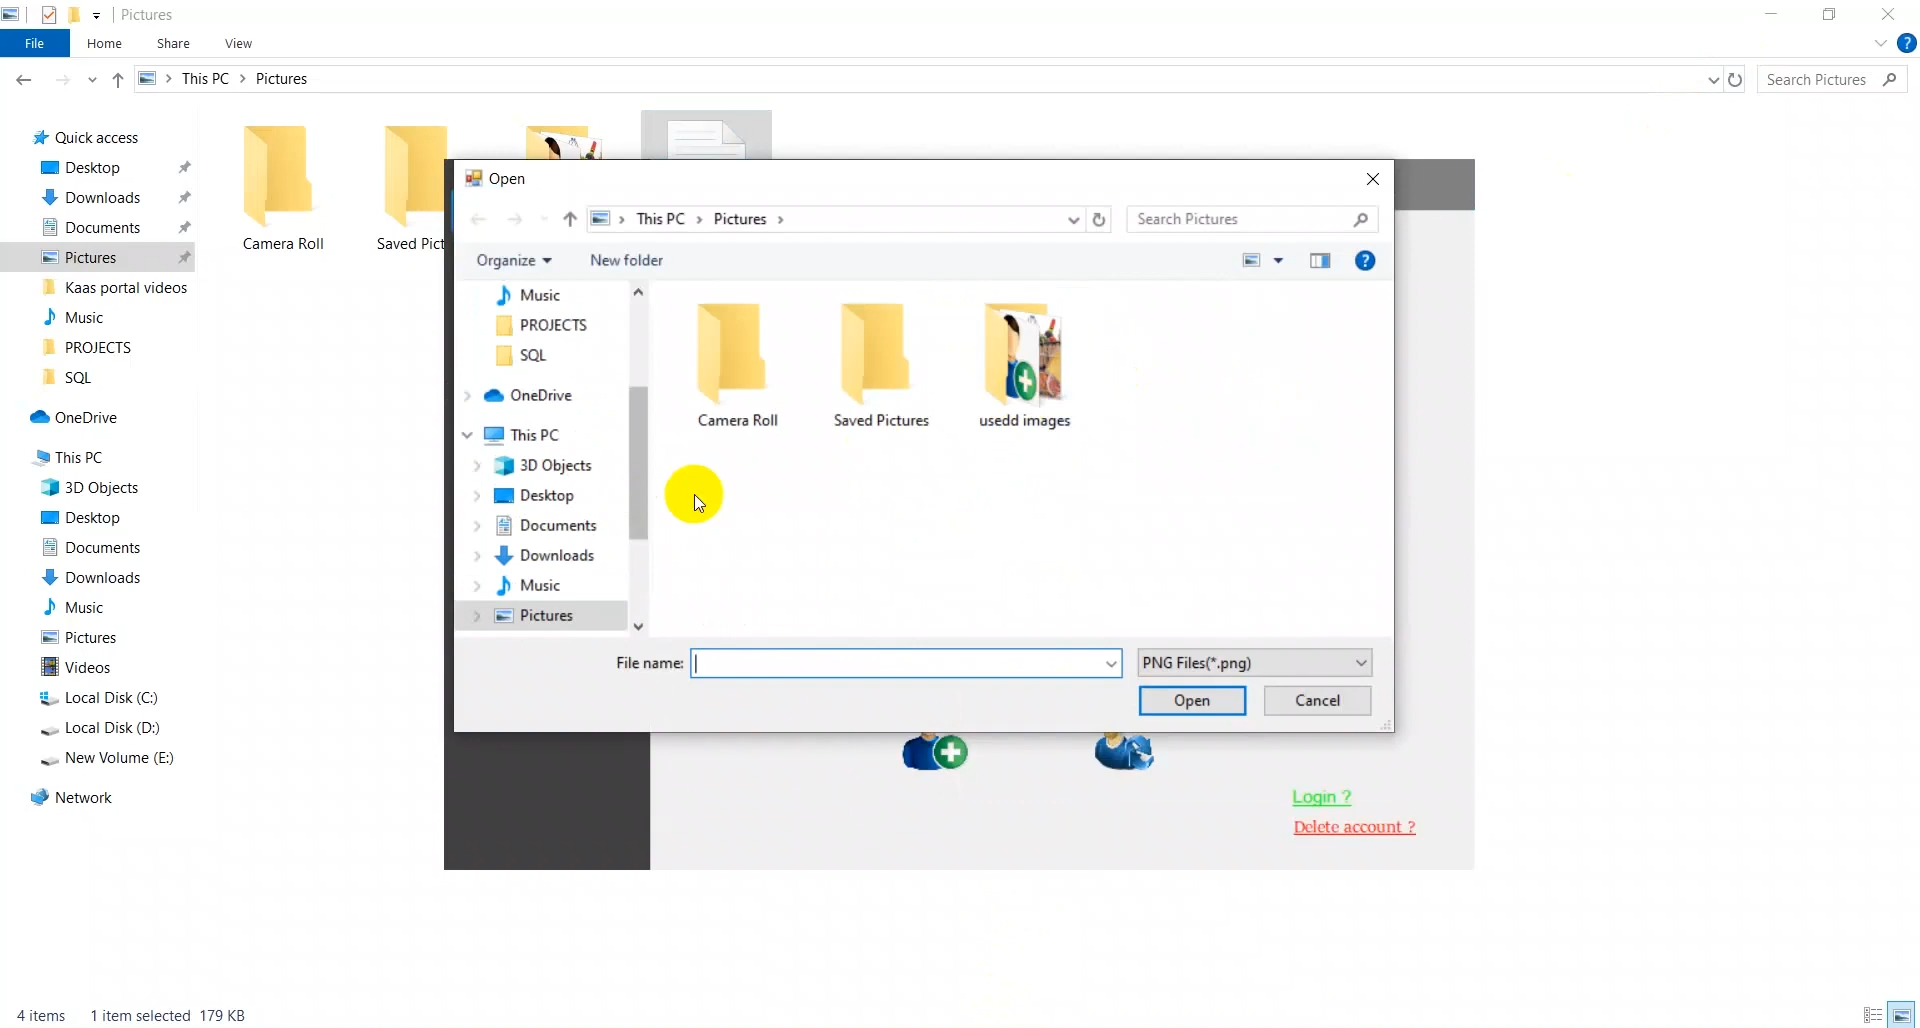 Pictures
File Home Share View
This PC > Pictures
Search Pictures
Quick access
Desktop
Downloads
Documents
Pictures
Kaas portal videos
Music
PROJECTS
SQL
OneDrive
This PC
3D Objects
Desktop
Documents
Downloads
Music
Pictures
Videos
Local Disk (C:)
Local Disk (D:)
New Volume (E:)
Network
Camera Roll
Saved Pict
Open
This PC > Pictures >
Search Pictures
Organize New folder
Music
PROJECTS
SQL
OneDrive
This PC
3D Objects
Desktop
Documents
Downloads
Music
Pictures
Camera Roll Saved Pictures usedd images
File name: PNG Files(*.png)
Open Cancel
Login ?
Delete account ?
4 items 1 item selected 179 KB